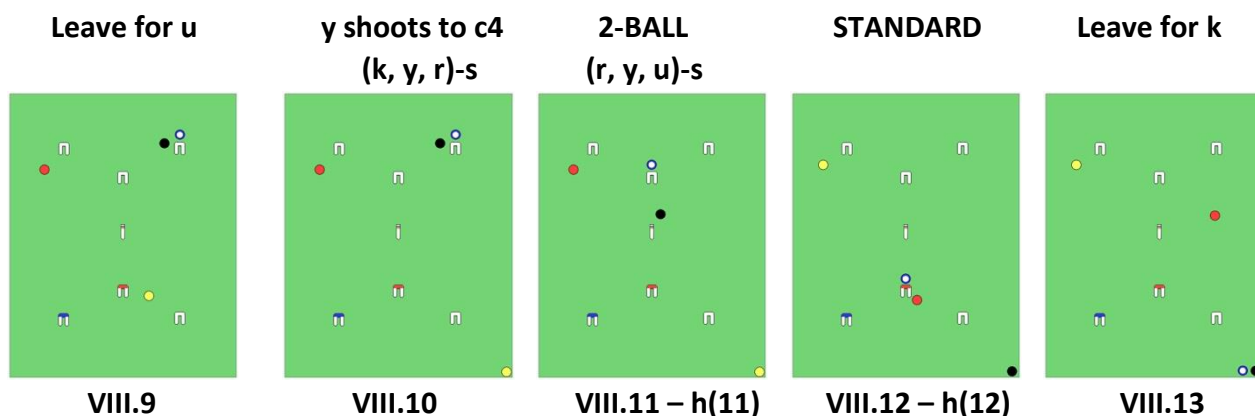 Leave for u y shoots to c4 2-BALL STANDARD Leave for k
(k, y, r)-s (r, y, u)-s
VIII.9 VIII.10 VIII.11 – h(11) VIII.12 – h(12) VIII.13